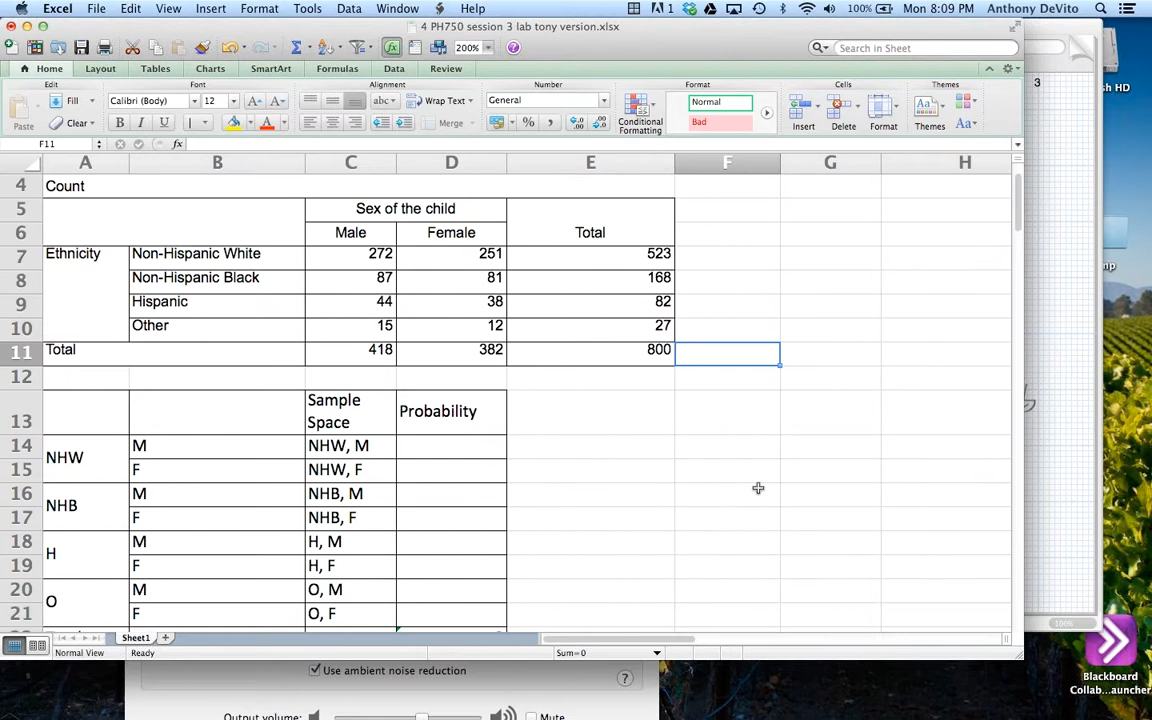 Excel File Edit View Insert Format Tools Data Window Help 1 100% Mon 8:09 PM Anthony DeVito
4 PH750 session 3 lab tony version.xlsx
200% Search in Sheet
Home Layout Tables Charts SmartArt Formulas Data Review
Edit Font Alignment Number Format Cells Themes
Fill Calibri (Body) 12 abc Wrap Text General Normal
Paste Clear B I U Merge % Conditional Formatting Bad Insert Delete Format Themes Aa
F11 fx
A B C D E F G H
4 Count
5 Sex of the child
6 Male Female Total
7 Ethnicity Non-Hispanic White 272 251 523
8 Non-Hispanic Black 87 81 168
9 Hispanic 44 38 82
10 Other 15 12 27
11 Total 418 382 800
12
13 Sample Space Probability
14 NHW M NHW, M
15 F NHW, F
16 NHB M NHB, M
17 F NHB, F
18 H M H, M
19 F H, F
20 O M O, M
21 F O, F
Sheet1
Normal View Ready Sum=0
Use ambient noise reduction
Output volume: Mute
3
100%
Blackboard
Collab...auncher